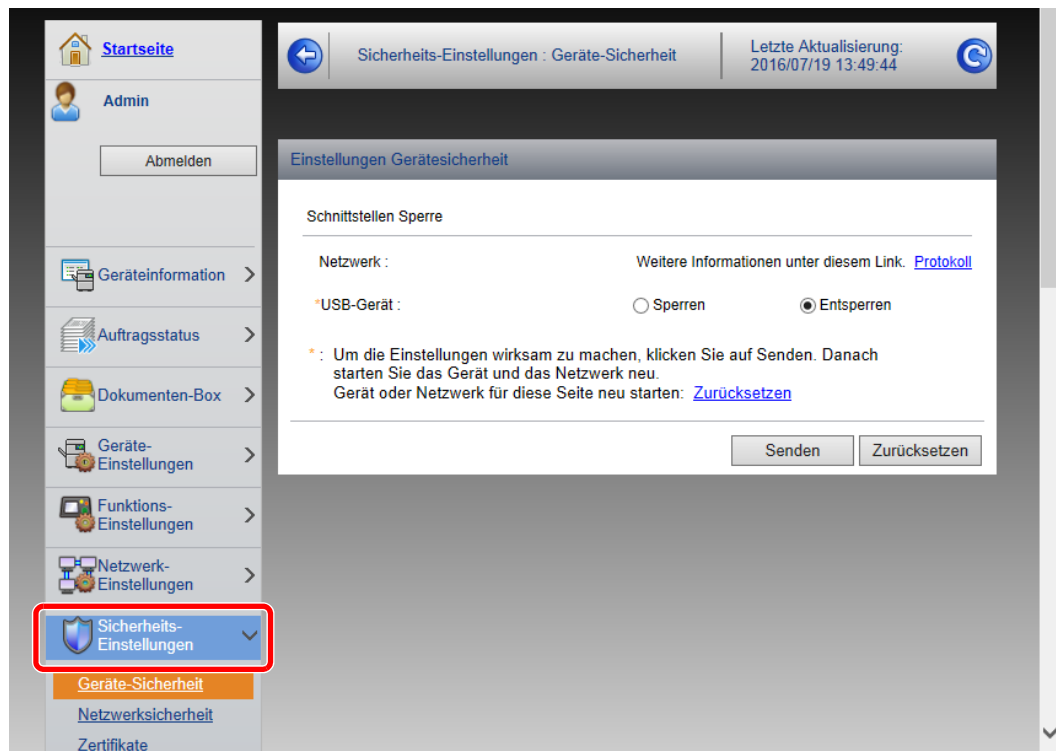 Startseite
Admin
Abmelden
Geräteinformation
Auftragsstatus
Dokumenten-Box
Geräte-
Einstellungen
Funktions-
Einstellungen
Netzwerk-
Einstellungen
Sicherheits-
Einstellungen
Geräte-Sicherheit
Netzwerksicherheit
Zertifikate
Sicherheits-Einstellungen : Geräte-Sicherheit
Letzte Aktualisierung:
2016/07/19 13:49:44
Einstellungen Gerätesicherheit
Schnittstellen Sperre
Netzwerk : Weitere Informationen unter diesem Link. Protokoll
*USB-Gerät : Sperren Entsperren
* : Um die Einstellungen wirksam zu machen, klicken Sie auf Senden. Danach
starten Sie das Gerät und das Netzwerk neu.
Gerät oder Netzwerk für diese Seite neu starten: Zurücksetzen
Senden Zurücksetzen